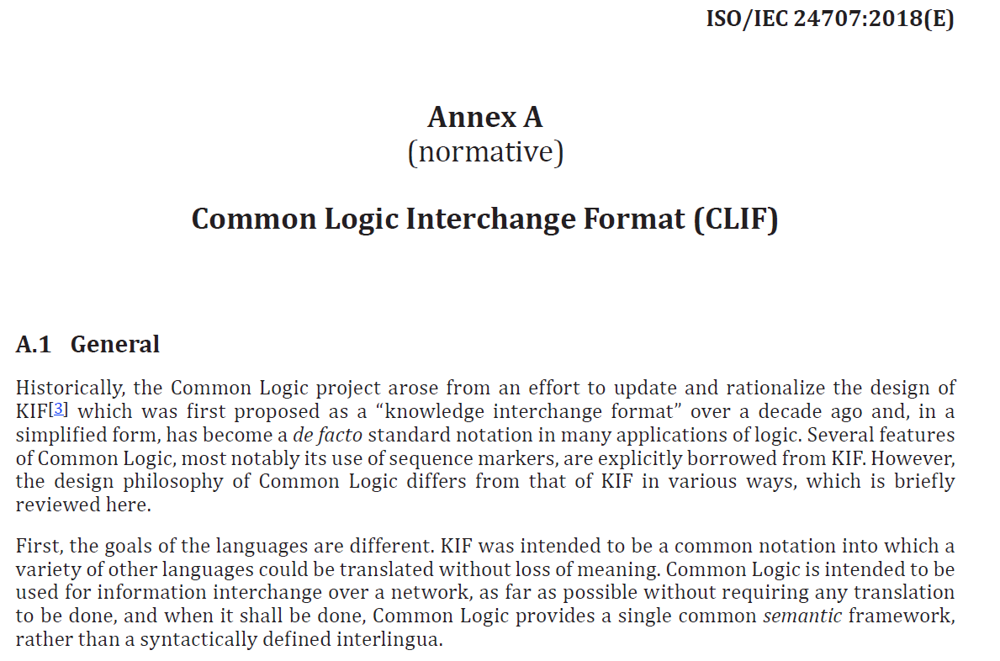 ISO/IEC 24707:2018(E)
Annex A
(normative)
Common Logic Interchange Format (CLIF)
A.1 General
Historically, the Common Logic project arose from an effort to update and rationalize the design of
KIF[3] which was first proposed as a “knowledge interchange format” over a decade ago and, in a
simplified form, has become a de facto standard notation in many applications of logic. Several features
of Common Logic, most notably its use of sequence markers, are explicitly borrowed from KIF. However,
the design philosophy of Common Logic differs from that of KIF in various ways, which is briefly
reviewed here.
First, the goals of the languages are different. KIF was intended to be a common notation into which a
variety of other languages could be translated without loss of meaning. Common Logic is intended to be
used for information interchange over a network, as far as possible without requiring any translation
to be done, and when it shall be done, Common Logic provides a single common semantic framework,
rather than a syntactically defined interlingua.